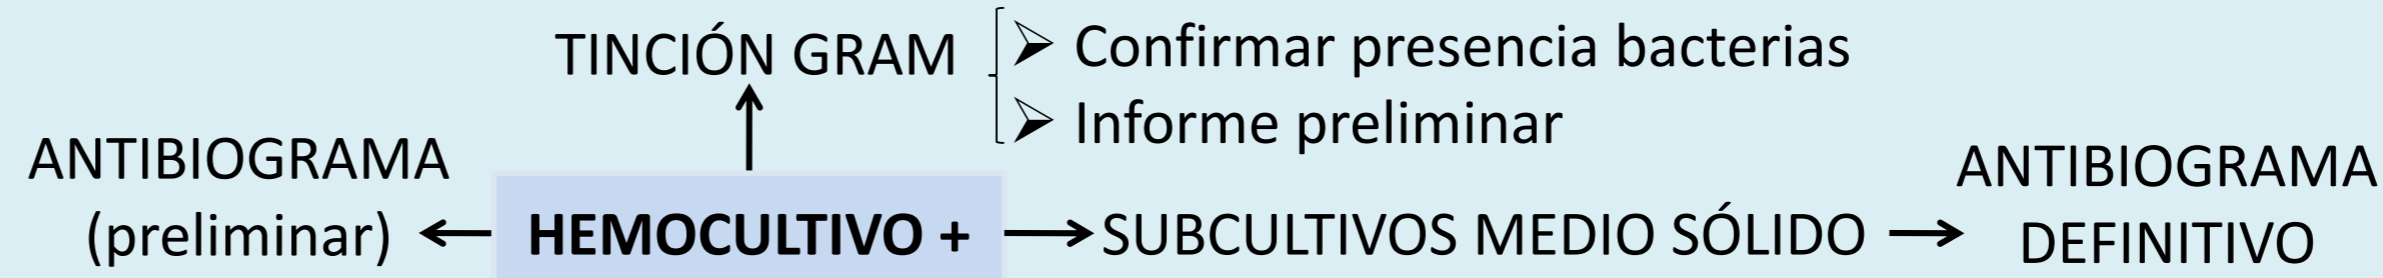 TINCIÓN GRAM
➢ Confirmar presencia bacterias
➢ Informe preliminar
ANTIBIOGRAMA
(preliminar)
HEMOCULTIVO +
SUBCULTIVOS MEDIO SÓLIDO
ANTIBIOGRAMA
DEFINITIVO